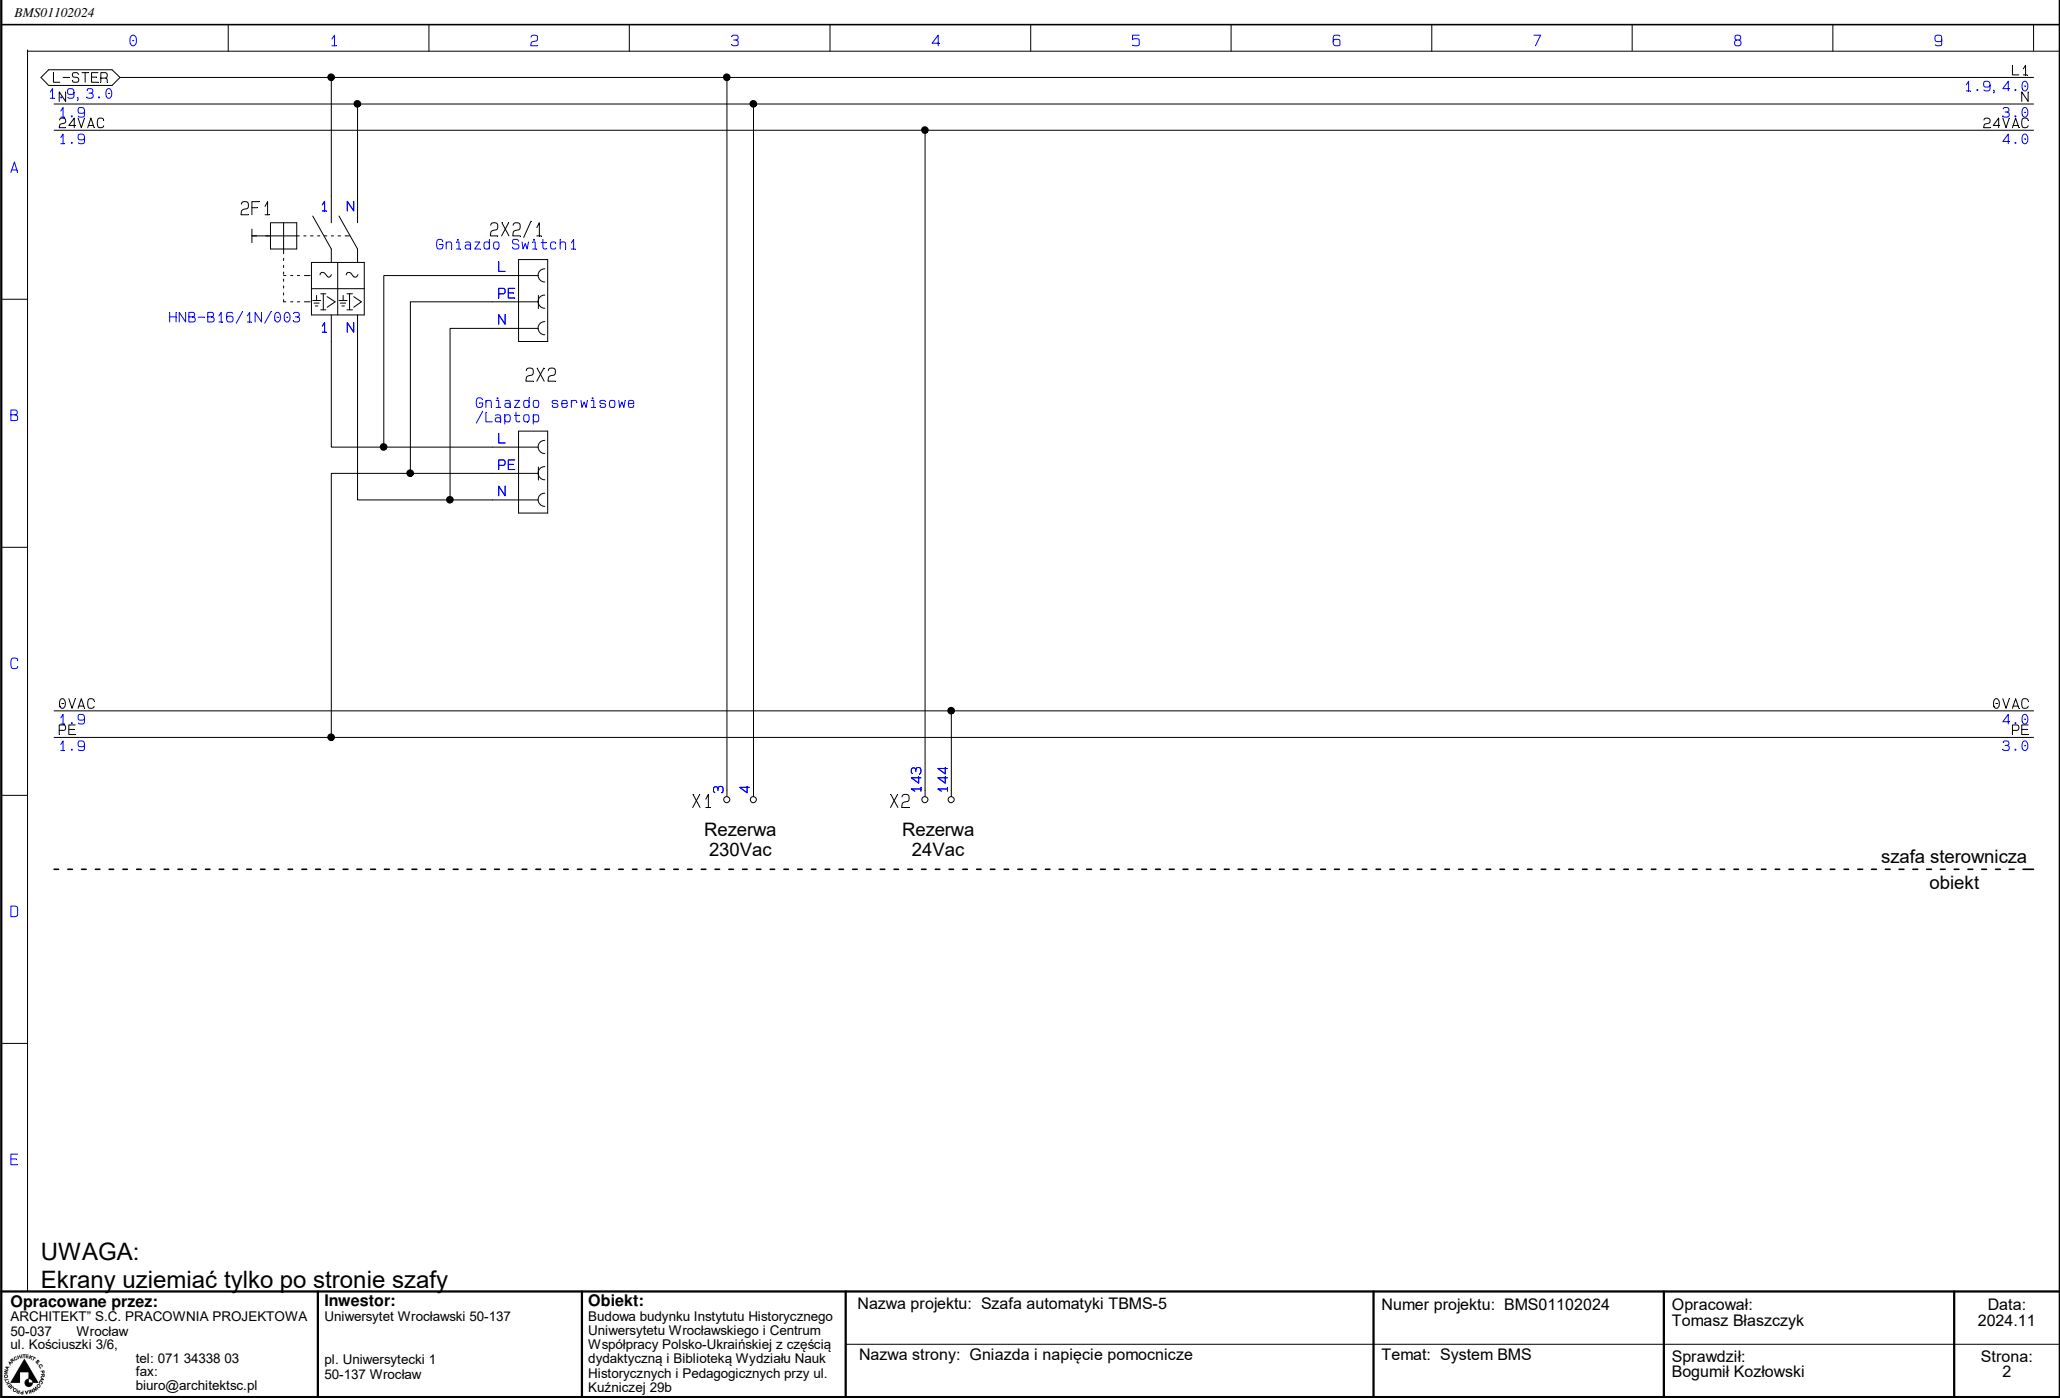 BMS01102024
0 1 2 3 4 5 6 7 8 9
L-STER
1.9,3.0
N
1.9
24VAC
1.9
L1
1.9,4.0
N
3.0
24VAC
4.0
A
2F1
1 N
2X2/1
Gniazdo Switch1
L
PE
N
HNB-B16/1N/003
1 N
2X2
B
Gniazdo serwisowe
/Laptop
L
PE
N
C
0VAC
1.9
PE
1.9
0VAC
4.0
PE
3.0
X1 3 4
X2 143 144
Rezerwa
230Vac
Rezerwa
24Vac
szafa sterownicza
obiekt
D
E
UWAGA:
Ekrany uziemiać tylko po stronie szafy
Opracowane przez:
ARCHITEKT" S.C. PRACOWNIA PROJEKTOWA
50-037 Wrocław
ul. Kościuszki 3/6,
tel: 071 34338 03
fax:
biuro@architektsc.pl
Inwestor:
Uniwersytet Wrocławski 50-137
pl. Uniwersytecki 1
50-137 Wrocław
Obiekt:
Budowa budynku Instytutu Historycznego
Uniwersytetu Wrocławskiego i Centrum
Współpracy Polsko-Ukraińskiej z częścią
dydaktyczną i Biblioteką Wydziału Nauk
Historycznych i Pedagogicznych przy ul.
Kuźniczej 29b
Nazwa projektu: Szafa automatyki TBMS-5
Nazwa strony: Gniazda i napięcie pomocnicze
Numer projektu: BMS01102024
Temat: System BMS
Opracował:
Tomasz Błaszczyk
Sprawdził:
Bogumił Kozłowski
Data:
2024.11
Strona:
2